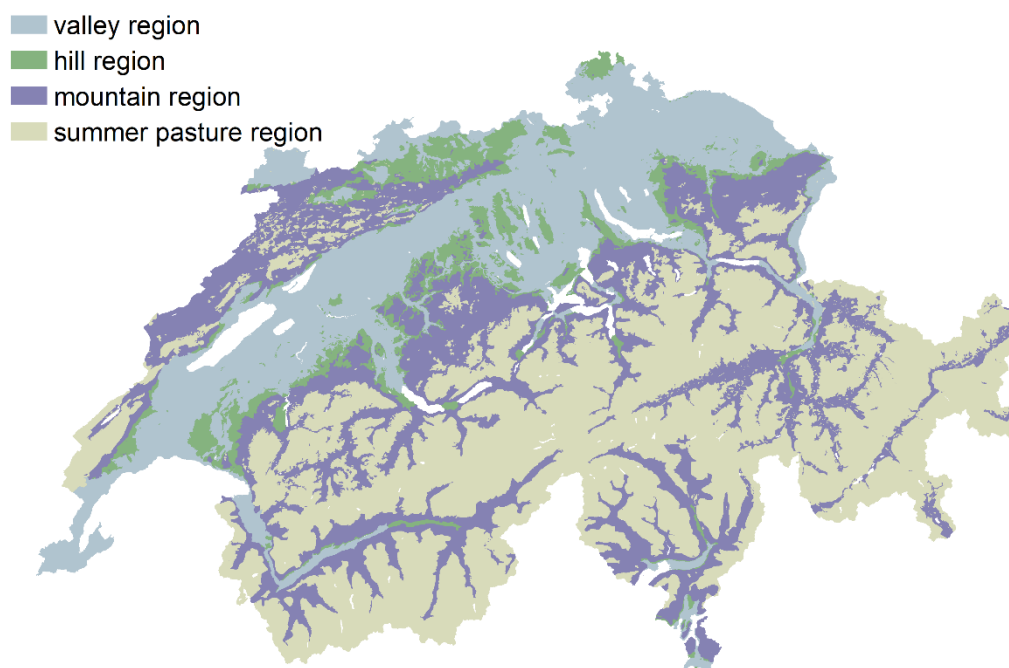 valley region
hill region
mountain region
summer pasture region